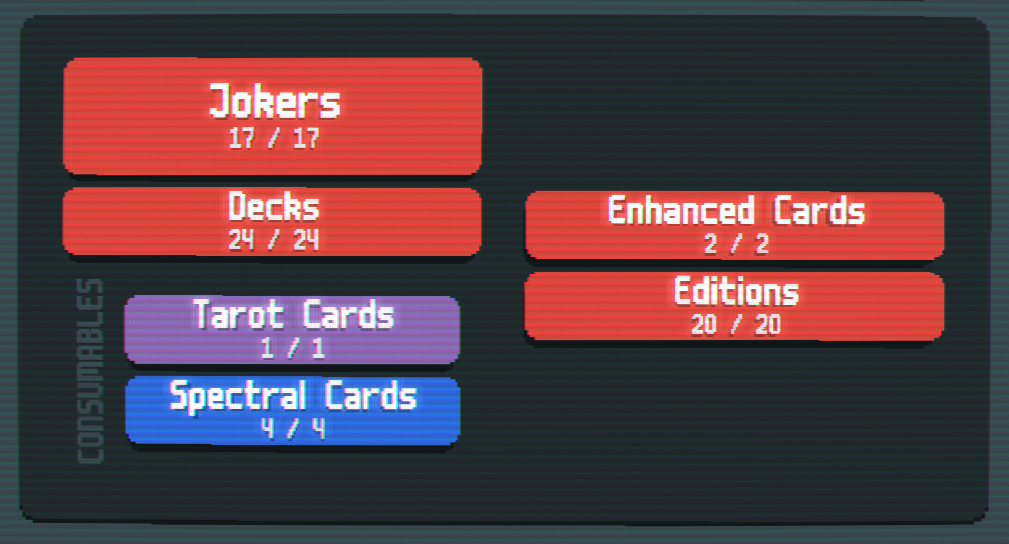 Jokers
17 / 17
Decks
24 / 24
CONSUMABLES
Tarot Cards
1 / 1
Spectral Cards
4 / 4
Enhanced Cards
2 / 2
Editions
20 / 20